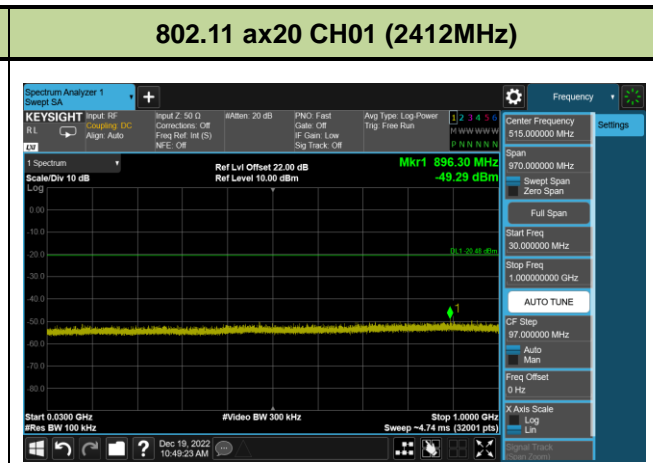 802.11 ax20 CH01 (2412MHz)
Spectrum Analyzer 1
Swept SA
Frequency
KEYSIGHT
RL
LXI
Input: RF
Coupling: DC
Align: Auto
Input Z: 50 Ω
Corrections: Off
Freq Ref: Int (S)
NFE: Off
#Atten: 20 dB
PNO: Fast
Gate: Off
IF Gain: Low
Sig Track: Off
Avg Type: Log-Power
Trig: Free Run
1 2 3 4 5 6
M W W W W W
P N N N N N
Center Frequency
515.000000 MHz
Settings
1 Spectrum
Scale/Div 10 dB
Log
Ref Lvl Offset 22.00 dB
Ref Level 10.00 dBm
Mkr1 896.30 MHz
-49.29 dBm
Span
970.000000 MHz
Swept Span
Zero Span
Full Span
Start Freq
30.000000 MHz
Stop Freq
1.000000000 GHz
AUTO TUNE
CF Step
97.000000 MHz
Auto
Man
Freq Offset
0 Hz
X Axis Scale
Log
Lin
Signal Track
(Span Zoom)
0.00
-10.0
DL1 -20.48 dBm
-20.0
-30.0
-40.0
1
-50.0
-60.0
-70.0
-80.0
Start 0.0300 GHz
#Video BW 300 kHz
Stop 1.0000 GHz
#Res BW 100 kHz
Sweep ~4.74 ms (32001 pts)
?
Dec 19, 2022
10:49:23 AM